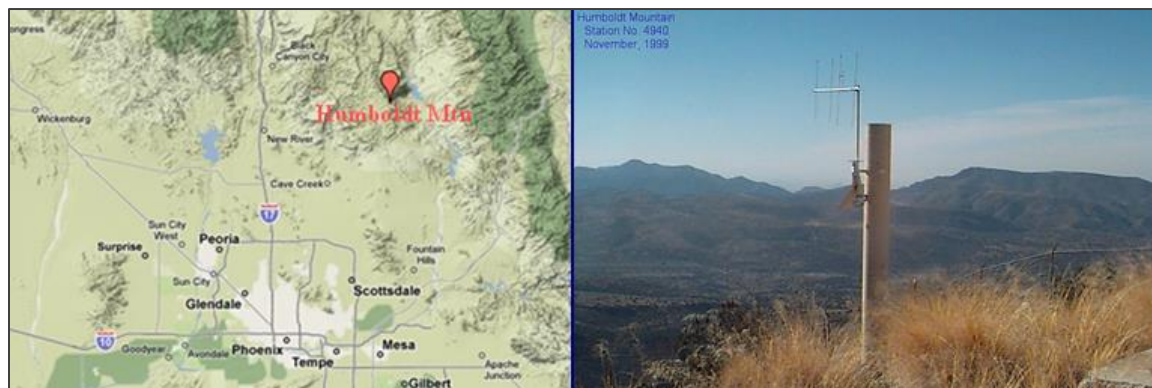 ongress
Black
Canyon City
Humboldt Mtn
Wickenburg
New River
Cave Creek
17
Sun City
West
Peoria
Surprise
Fountain
Hills
Sun City
Scottsdale
Glendale
10
Goodyear
Avondale
Phoenix
Tempe
Mesa
Apache
Junction
Gilbert
Humboldt Mountain
Station No. 4940
November, 1999